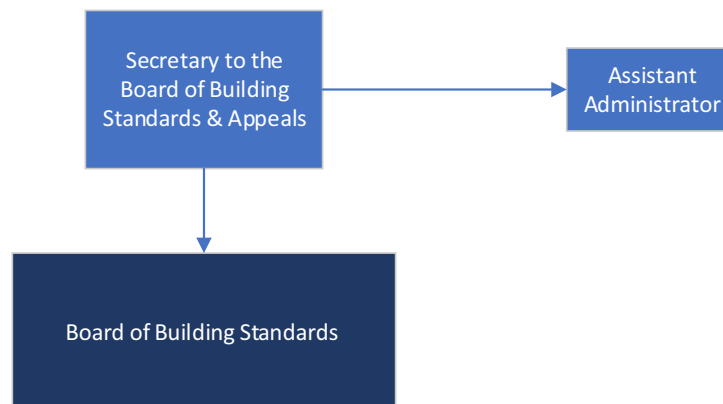 Secretary to the
Board of Building
Standards & Appeals
Assistant
Administrator
Board of Building Standards